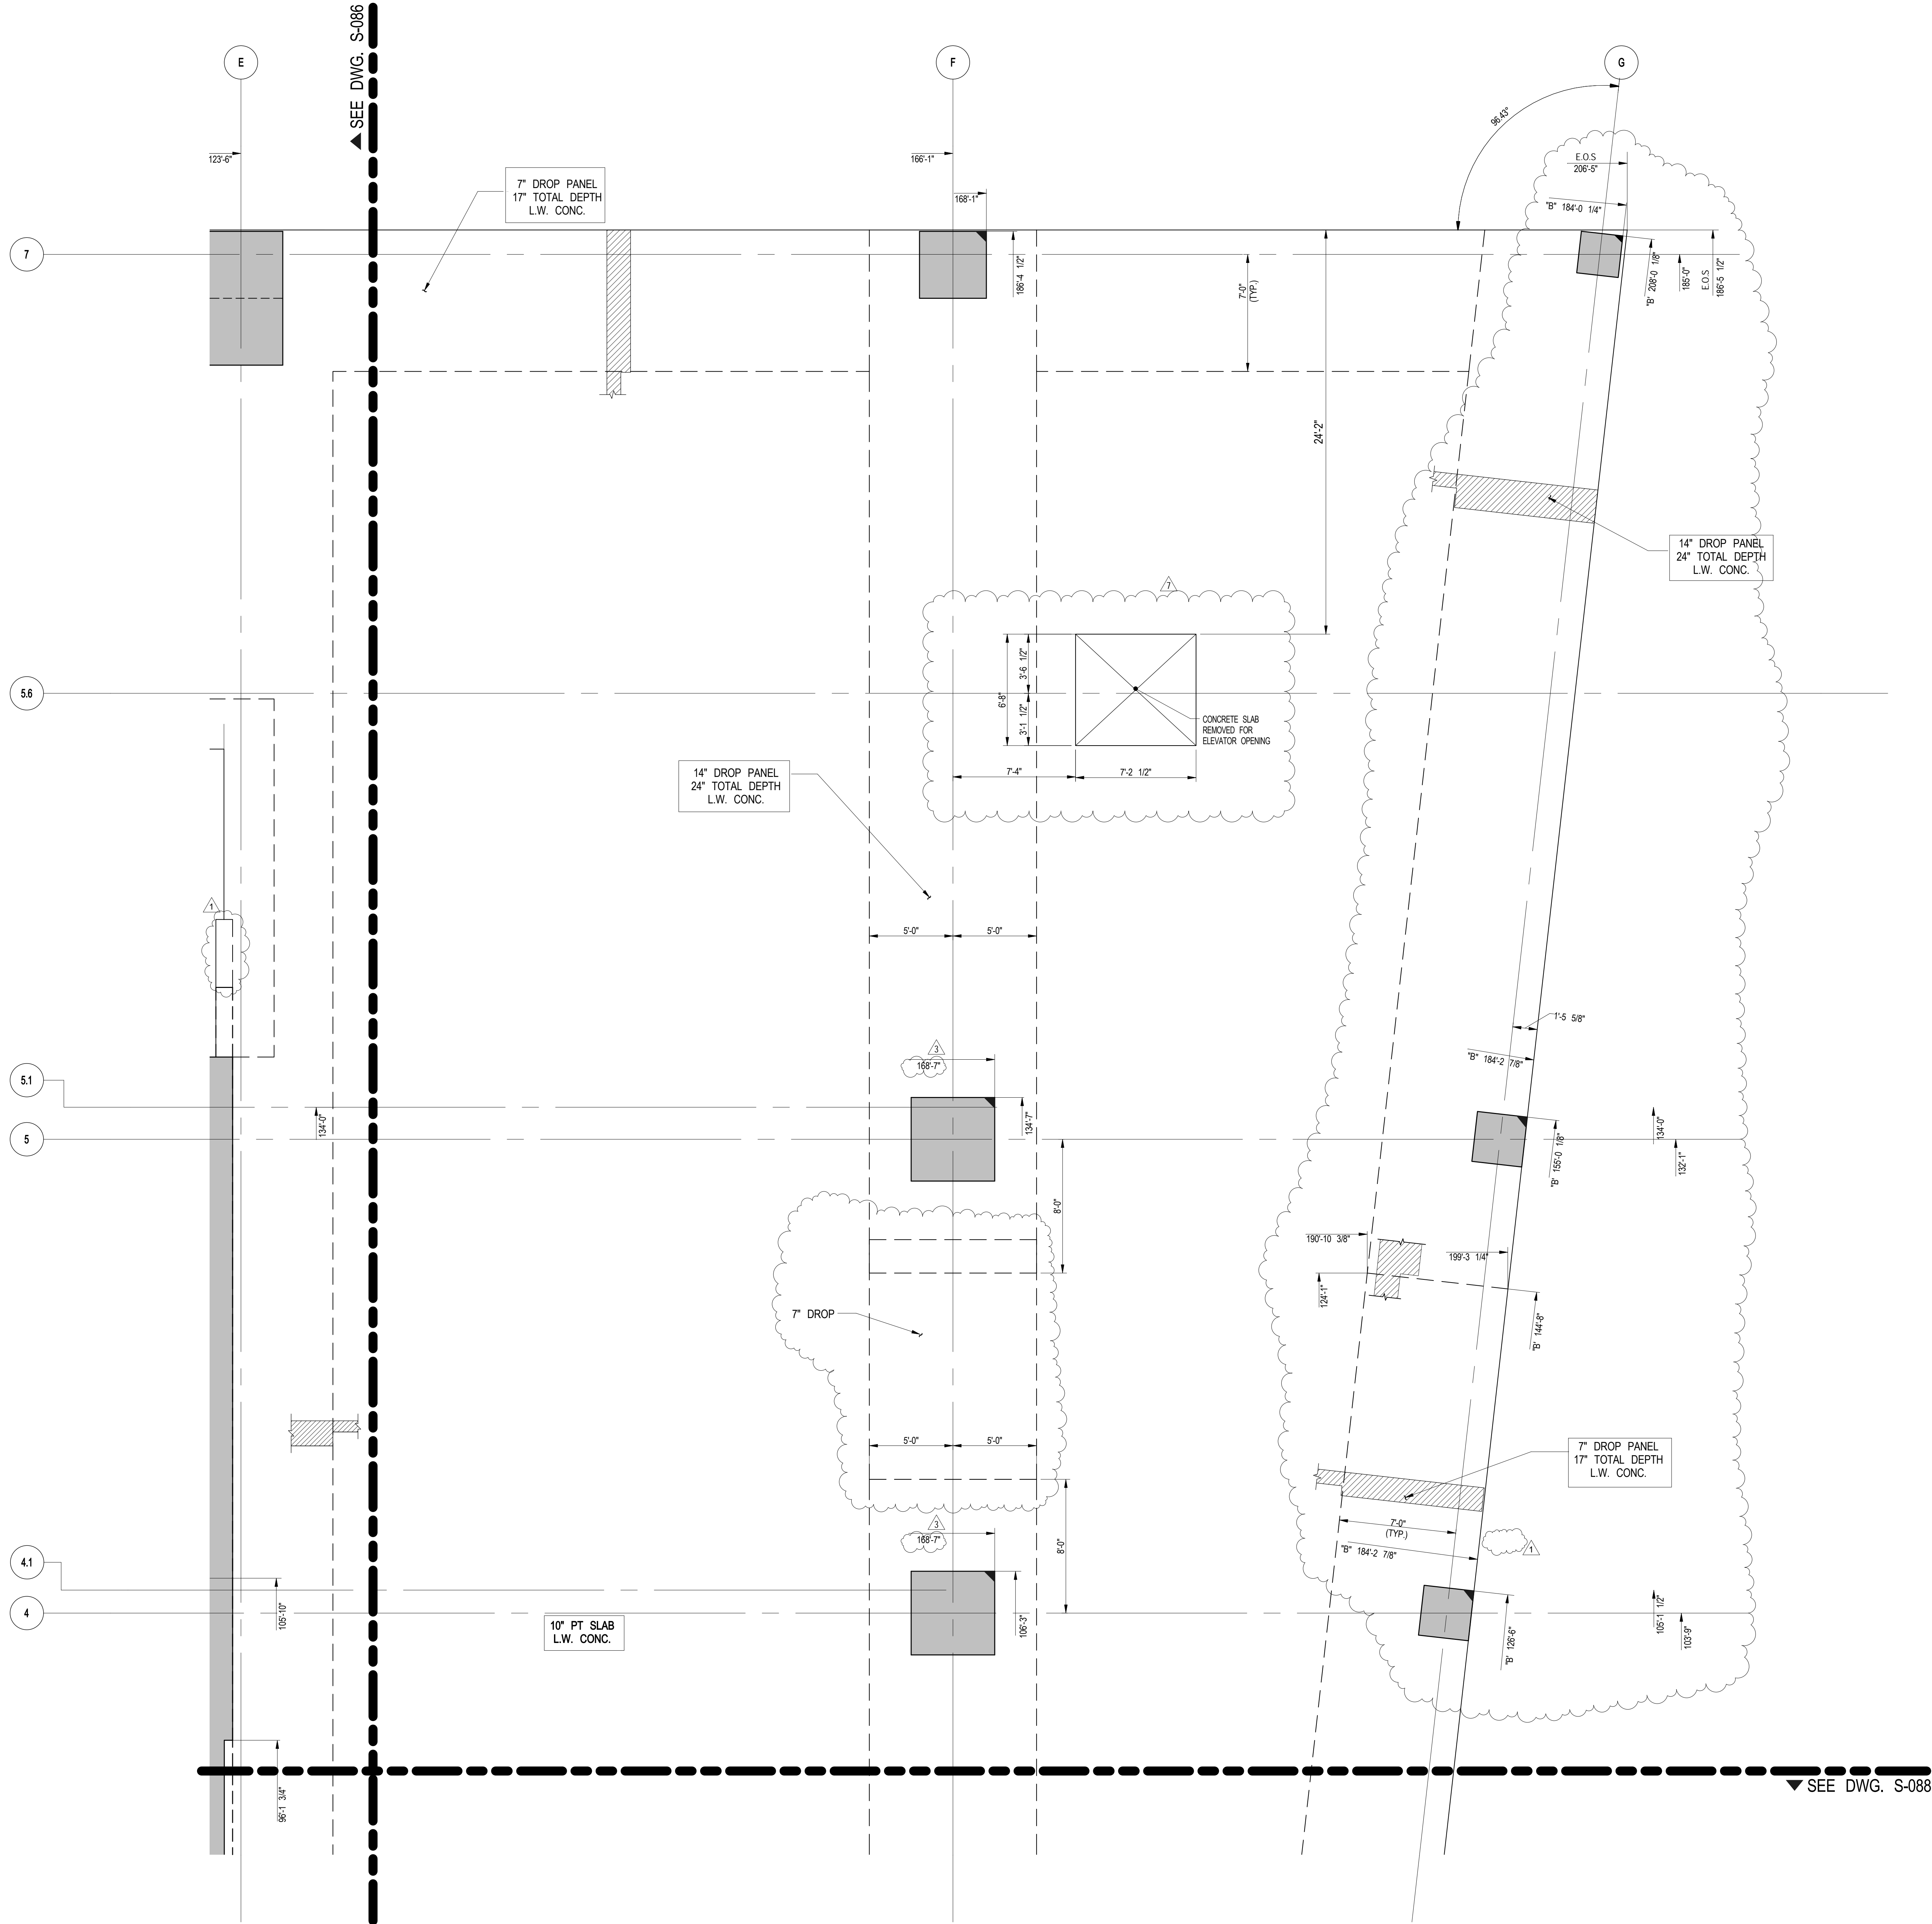 SEE DWG. S-086
E
F
G
96.43°
123'-6"
166'-1"
168'-1"
E.O.S
206'-5"
"B" 184'-0 1/4"
7" DROP PANEL
17" TOTAL DEPTH
L.W. CONC.
7
186'-4 1/2"
7'-0"
(TYP.)
"B' 208'-0 1/8"
185'-0"
E.O.S
186'-5 1/2"
24'-2"
14" DROP PANEL
24" TOTAL DEPTH
L.W. CONC.
7
5.6
6'-8"
3'-6 1/2"
3'-1 1/2"
CONCRETE SLAB
REMOVED FOR
ELEVATOR OPENING
7'-4"
7'-2 1/2"
14" DROP PANEL
24" TOTAL DEPTH
L.W. CONC.
1
5'-0"
5'-0"
1'-5 5/8"
3
168'-7"
"B" 184'-2 7/8"
5.1
134'-0"
134'-7"
134'-0"
5
132'-1"
"B' 155'-0 1/8"
8'-0"
190'-10 3/8"
199'-3 1/4"
124'-1"
"B' 144'-8"
7" DROP
5'-0"
5'-0"
7" DROP PANEL
17" TOTAL DEPTH
L.W. CONC.
3
168'-7"
7'-0"
(TYP.)
"B" 184'-2 7/8"
1
8'-0"
4.1
4
105'-10"
10" PT SLAB
L.W. CONC.
106'-3"
"B' 126'-6"
105'-1 1/2"
103'-9"
96'-1 3/4"
SEE DWG. S-088